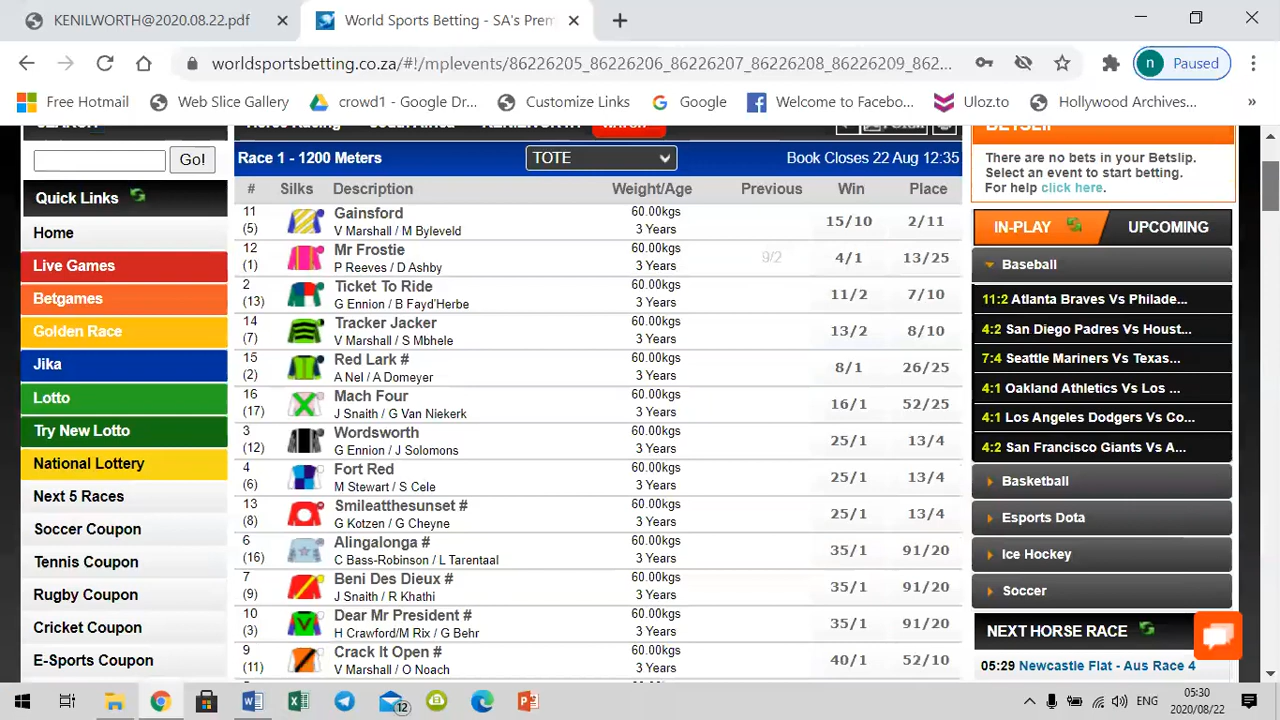 KENILWORTH@2020.08.22.pdf
World Sports Betting - SA's Prem
worldsportsbetting.co.za/#!/mplevents/86226205_86226206_86226207_86226208_86226209_862...
n Paused
Free Hotmail Web Slice Gallery crowd1 - Google Dr... Customize Links Google Welcome to Facebo... Uloz.to Hollywood Archives... »
Go!
Quick Links
Home
Live Games
Betgames
Golden Race
Jika
Lotto
Try New Lotto
National Lottery
Next 5 Races
Soccer Coupon
Tennis Coupon
Rugby Coupon
Cricket Coupon
E-Sports Coupon
Race 1 - 1200 Meters TOTE Book Closes 22 Aug 12:35
# Silks Description Weight/Age Previous Win Place
11 Gainsford 60.00kgs 15/10 2/11
(5) V Marshall / M Byleveld 3 Years
12 Mr Frostie 60.00kgs 9/2 4/1 13/25
(1) P Reeves / D Ashby 3 Years
2 Ticket To Ride 60.00kgs 11/2 7/10
(13) G Ennion / B Fayd'Herbe 3 Years
14 Tracker Jacker 60.00kgs 13/2 8/10
(7) V Marshall / S Mbhele 3 Years
15 Red Lark # 60.00kgs 8/1 26/25
(2) A Nel / A Domeyer 3 Years
16 Mach Four 60.00kgs 16/1 52/25
(17) J Snaith / G Van Niekerk 3 Years
3 Wordsworth 60.00kgs 25/1 13/4
(12) G Ennion / J Solomons 3 Years
4 Fort Red 60.00kgs 25/1 13/4
(6) M Stewart / S Cele 3 Years
13 Smileatthesunset # 60.00kgs 25/1 13/4
(8) G Kotzen / G Cheyne 3 Years
6 Alingalonga # 60.00kgs 35/1 91/20
(16) C Bass-Robinson / L Tarentaal 3 Years
7 Beni Des Dieux # 60.00kgs 35/1 91/20
(9) J Snaith / R Khathi 3 Years
10 Dear Mr President # 60.00kgs 35/1 91/20
(3) H Crawford/M Rix / G Behr 3 Years
9 Crack It Open # 60.00kgs 40/1 52/10
(11) V Marshall / O Noach 3 Years
BETSLIP
There are no bets in your Betslip.
Select an event to start betting.
For help click here.
IN-PLAY UPCOMING
Baseball
11:2 Atlanta Braves Vs Philade...
4:2 San Diego Padres Vs Houst...
7:4 Seattle Mariners Vs Texas...
4:1 Oakland Athletics Vs Los ...
4:1 Los Angeles Dodgers Vs Co...
4:2 San Francisco Giants Vs A...
Basketball
Esports Dota
Ice Hockey
Soccer
NEXT HORSE RACE
05:29 Newcastle Flat - Aus Race 4
12
ENG
05:30
2020/08/22